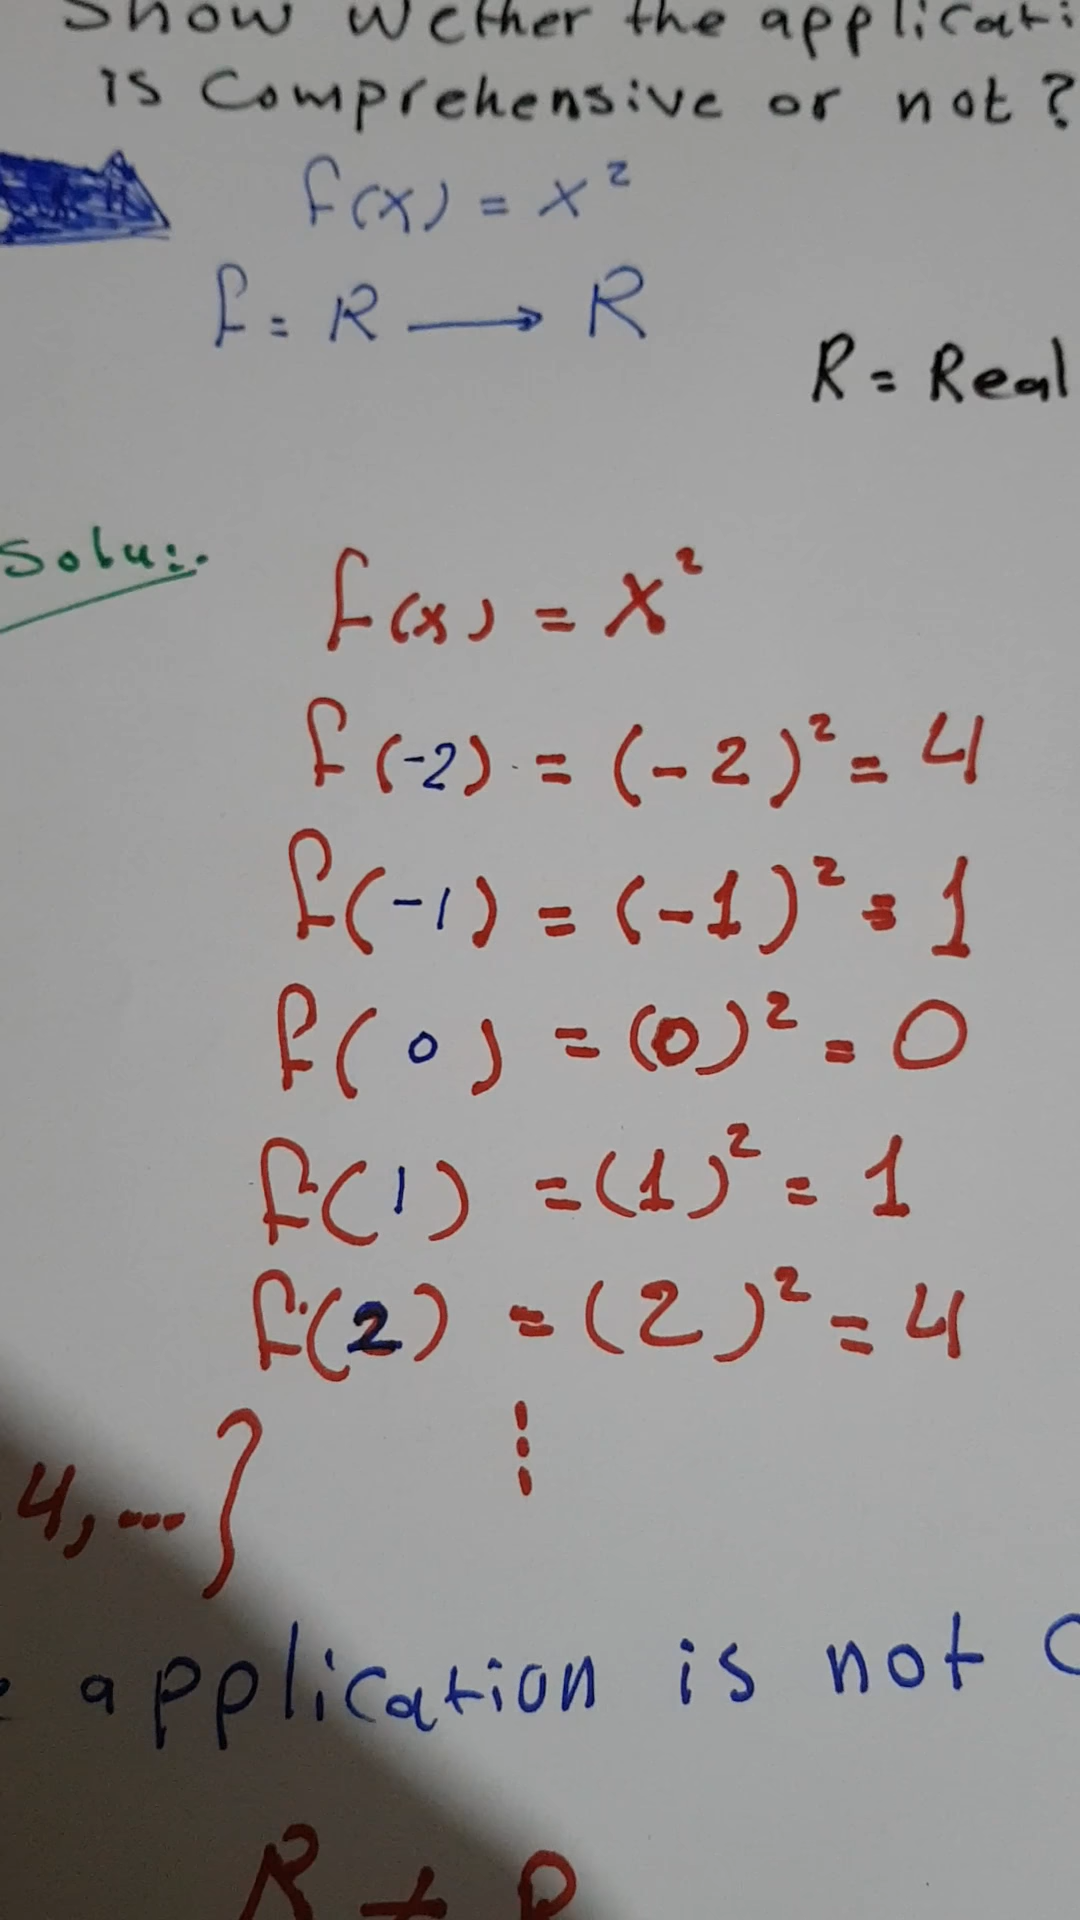 Show Wether the applicati
is Comprehensive or not?
f(x) = x²
f = R → R
R = Real
Solu:.
f(x) = x²
f(-2) = (-2)² = 4
f(-1) = (-1)² = 1
f(0) = (0)² = 0
f(1) = (1)² = 1
f(2) = (2)² = 4
4, ... }
application is not
R